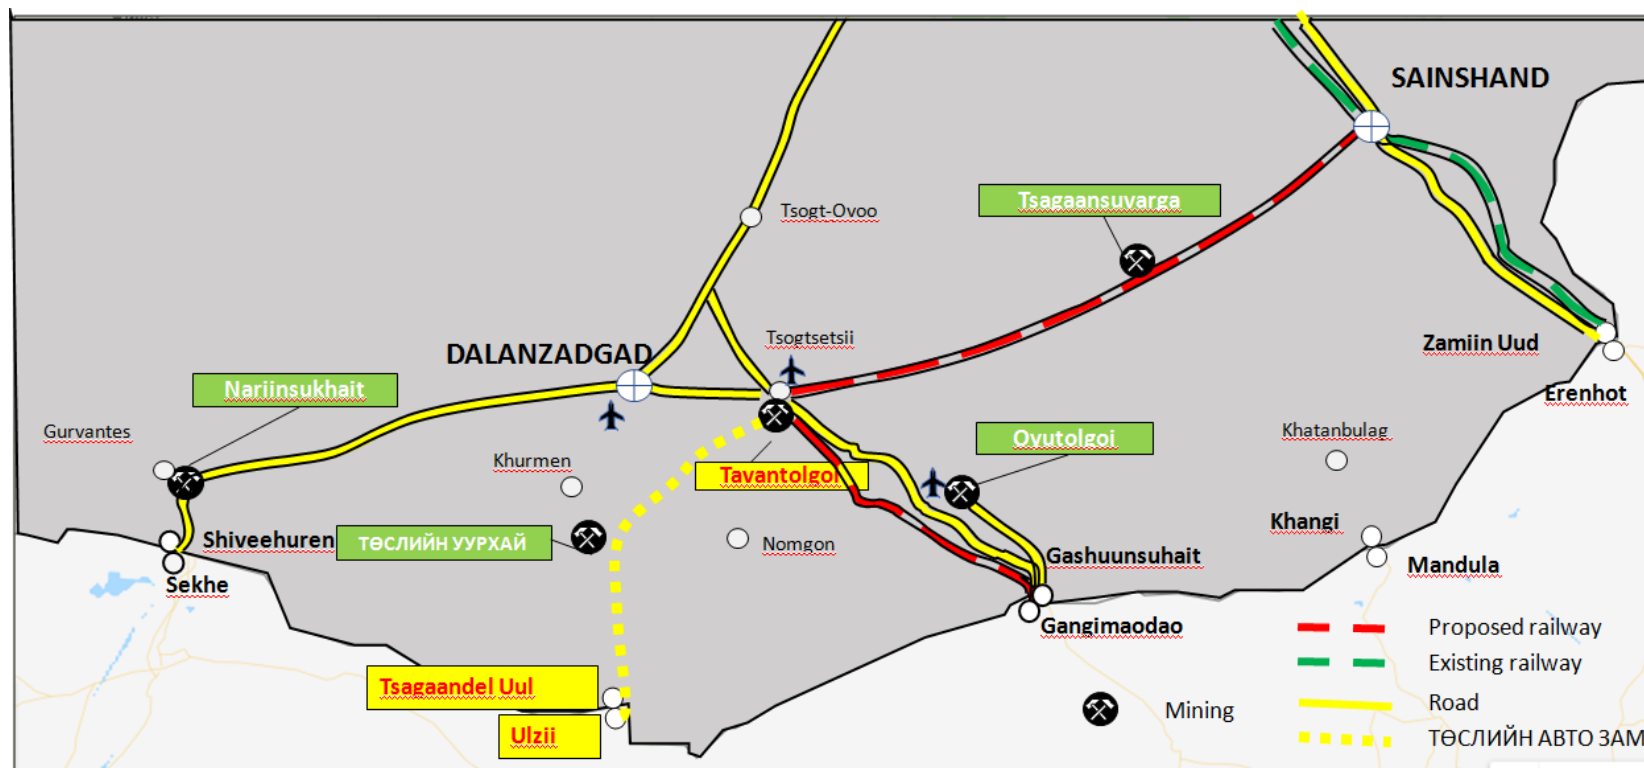 SAINSHAND
Tsagaansuvarga
Tsogt-Ovoo
Tsogtsetsii
DALANZADGAD
Zamiin Uud
Nariinsukhait
Erenhot
Gurvantes
Ovutolgoi
Khatanbulag
Khurmen
Tavantolgoi
Khangi
Shiveehuren
ТӨСЛИЙН УУРХАЙ
Nomgon
Gashuunsuhait
Mandula
Sekhe
Gangimaodao
Proposed railway
Existing railway
Tsagaandel Uul
Road
Mining
Ulzii
ТӨСЛИЙН АВТО ЗАМ